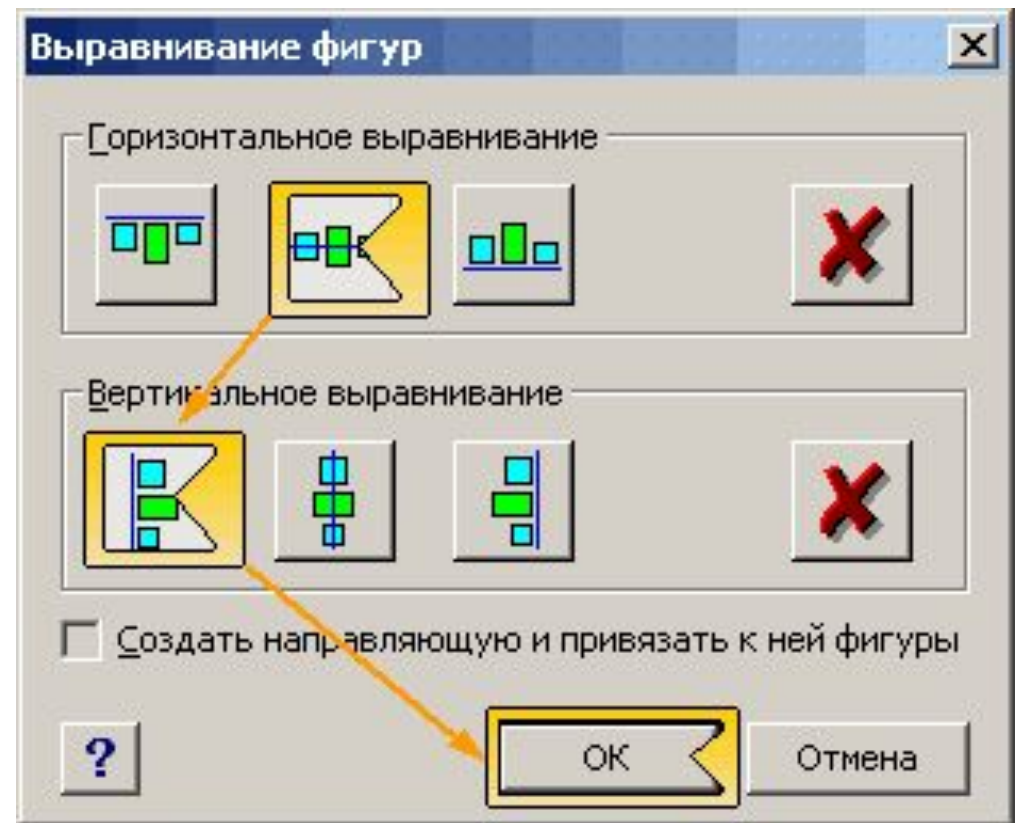 Выравнивание фигур
Горизонтальное выравнивание
Вертикальное выравнивание
Создать направляющую и привязать к ней фигуры
?
ОК
Отмена